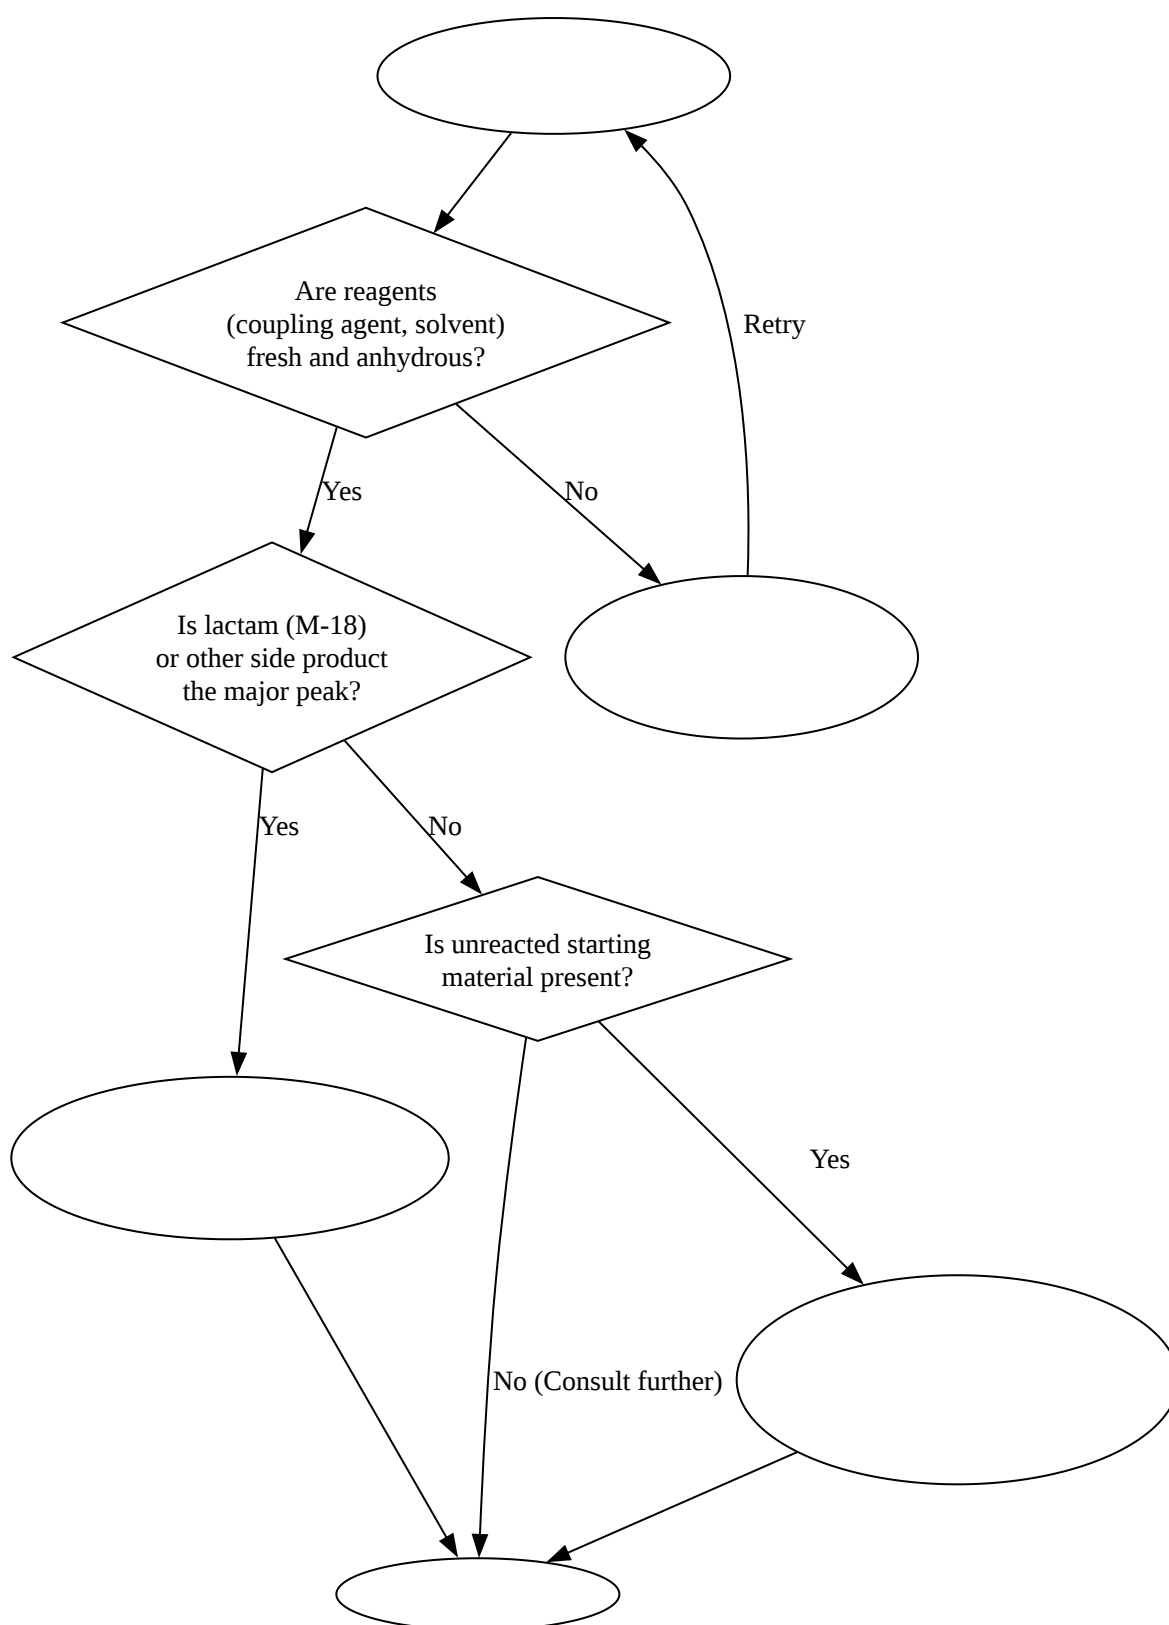 Are reagents
(coupling agent, solvent)
fresh and anhydrous?
Retry
Yes
No
Is lactam (M-18)
or other side product
the major peak?
Yes
No
Is unreacted starting
material present?
Yes
No (Consult further)